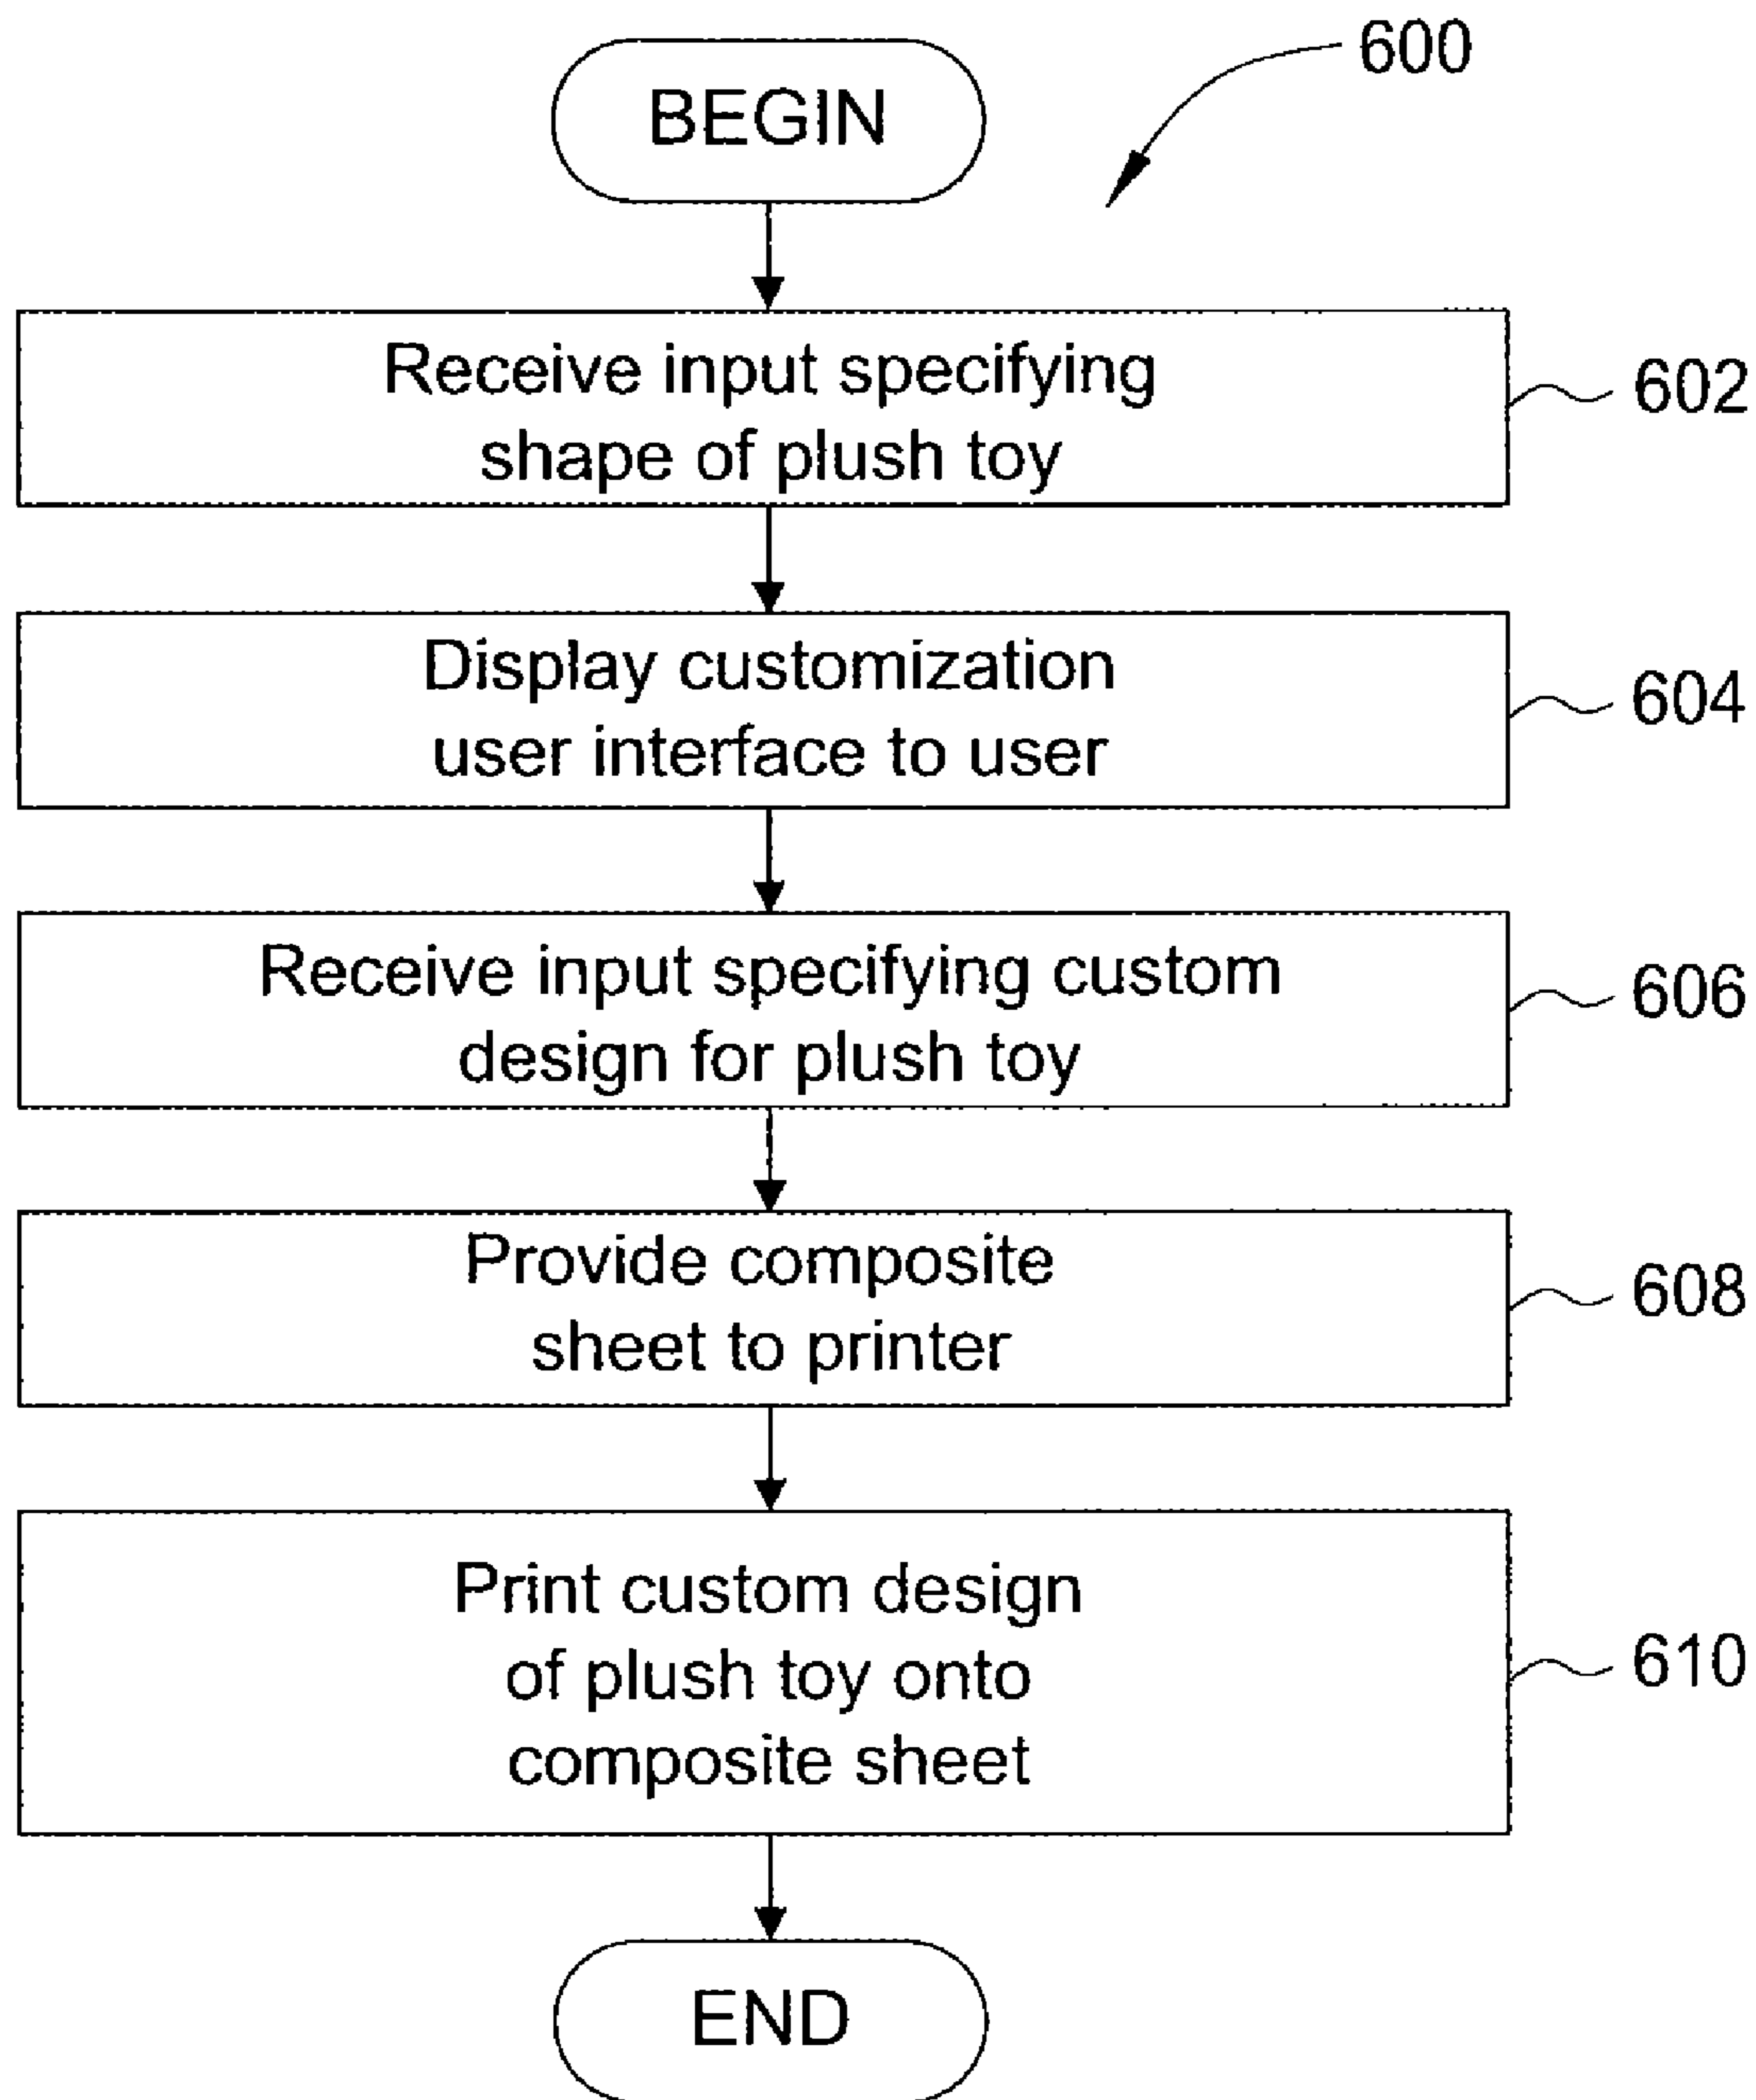 600
BEGIN
Receive input specifying
shape of plush toy
602
Display customization
user interface to user
604
Receive input specifying custom
design for plush toy
606
Provide composite
sheet to printer
608
Print custom design
of plush toy onto
composite sheet
610
END